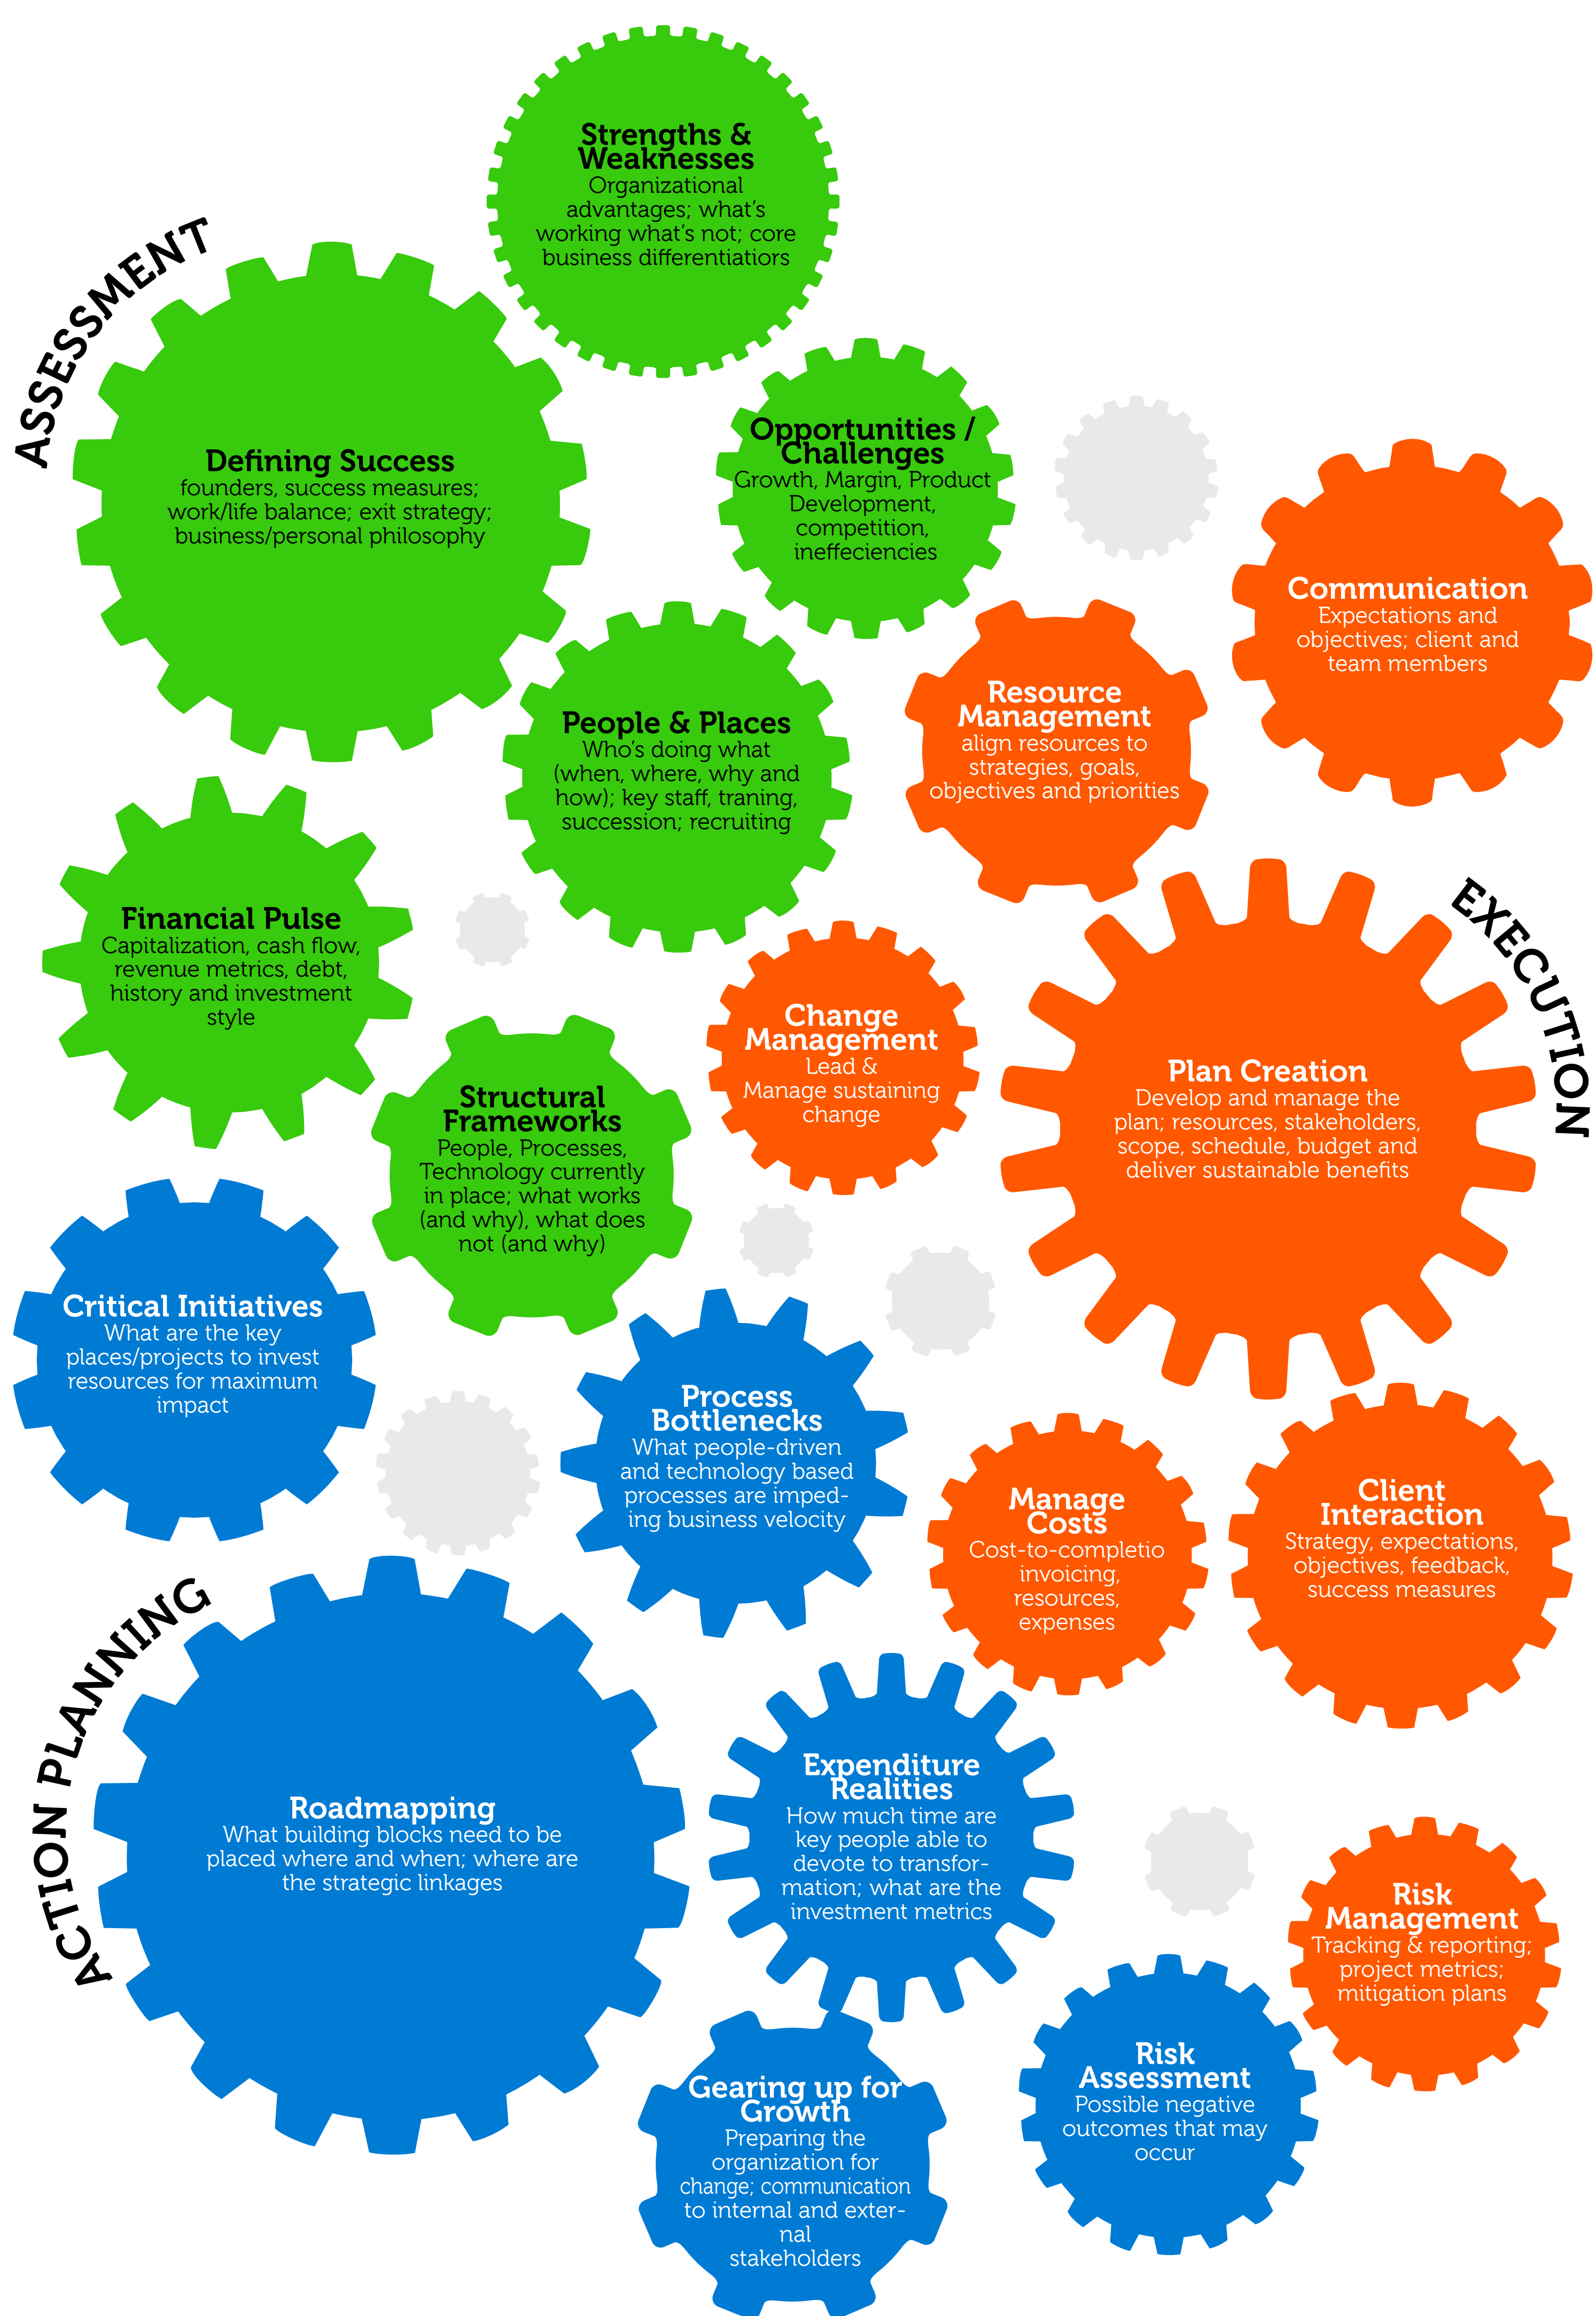 ASSESSMENT
Strengths &
Weaknesses
Organizational
advantages; what's
working what's not; core
business differentiatiors
Defining Success
founders, success measures;
work/life balance; exit strategy;
business/personal philosophy
Opportunities /
Challenges
Growth, Margin, Product
Development,
competition,
ineffeciencies
People & Places
Who's doing what
(when, where, why and
how); key staff, traning,
succession; recruiting
Financial Pulse
Capitalization, cash flow,
revenue metrics, debt,
history and investment
style
Structural
Frameworks
People, Processes,
Technology currently
in place; what works
(and why), what does
not (and why)
EXECUTION
Communication
Expectations and
objectives; client and
team members
Resource
Management
align resources to
strategies, goals,
objectives and priorities
Change
Management
Lead &
Manage sustaining
change
Plan Creation
Develop and manage the
plan; resources, stakeholders,
scope, schedule, budget and
deliver sustainable benefits
Manage
Costs
Cost-to-completio
invoicing,
resources,
expenses
Client
Interaction
Strategy, expectations,
objectives, feedback,
success measures
Risk
Management
Tracking & reporting;
project metrics;
mitigation plans
ACTION PLANNING
Critical Initiatives
What are the key
places/projects to invest
resources for maximum
impact
Process
Bottlenecks
What people-driven
and technology based
processes are imped-
ing business velocity
Roadmapping
What building blocks need to be
placed where and when; where are
the strategic linkages
Expenditure
Realities
How much time are
key people able to
devote to transfor-
mation; what are the
investment metrics
Gearing up for
Growth
Preparing the
organization for
change; communication
to internal and exter-
nal
stakeholders
Risk
Assessment
Possible negative
outcomes that may
occur